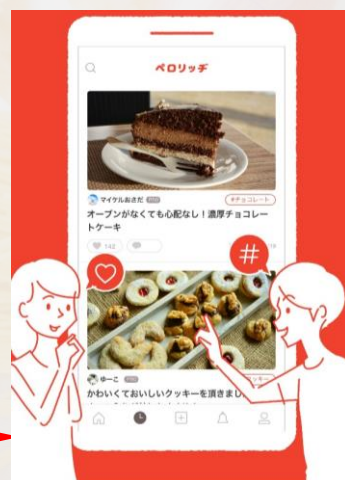 ペロリッヂ
マイケルおさだ
#チョコレート
オーブンがなくても心配なし!濃厚チョコレー
トケーキ
142
#
ゆーこ
かわいくておいしいクッキーを頂きまし